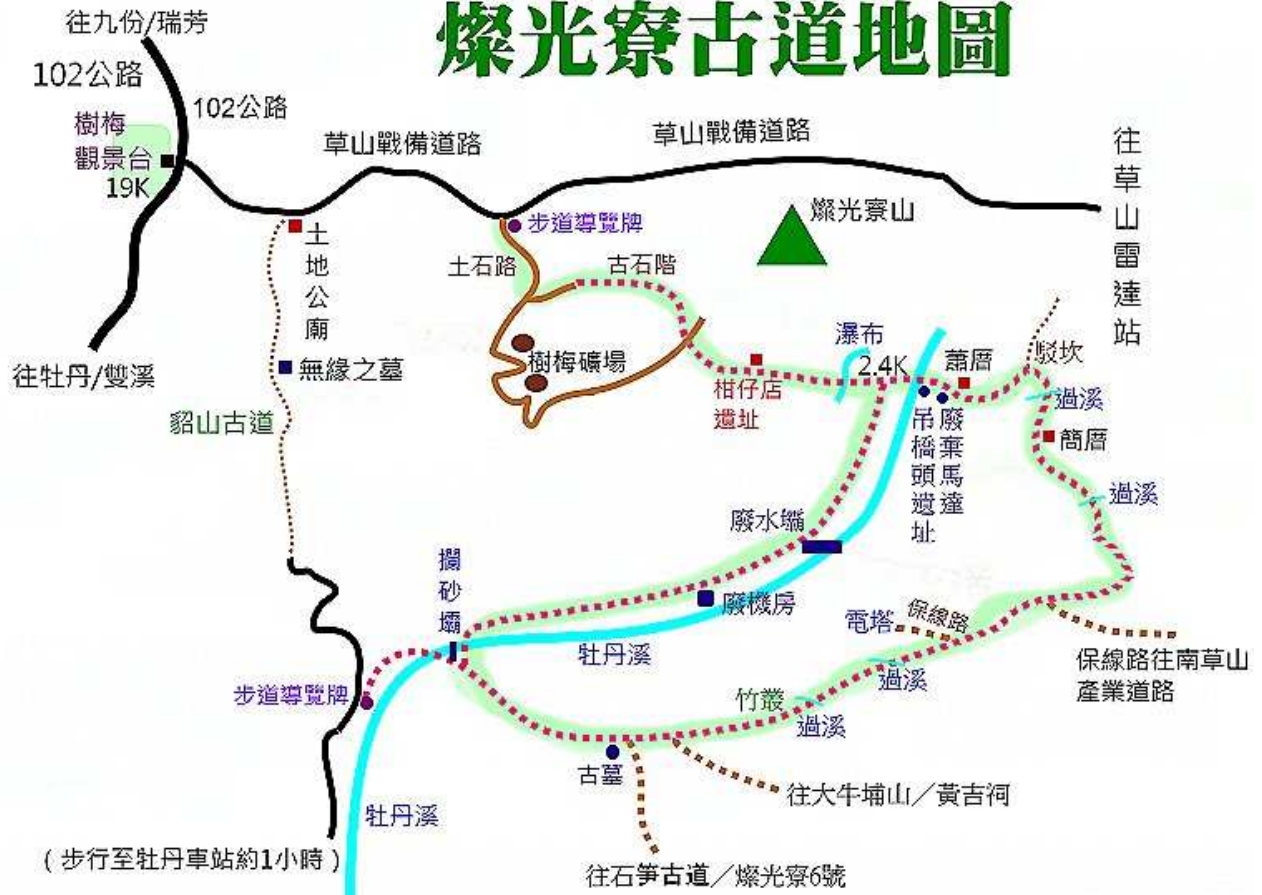 燦光寮古道地圖
往九份/瑞芳
102公路
102公路
樹梅
觀景台
19K
草山戰備道路
草山戰備道路
往草山雷達站
燦光寮山
步道導覽牌
土地公廟
土石路
古石階
瀑布
2.4K
蕭厝
駁坎
往牡丹/雙溪
無緣之墓
樹梅礦場
柑仔店
遺址
過溪
貂山古道
吊橋頭遺址
廢棄馬達
簡厝
過溪
廢水壩
攔砂壩
廢機房
電塔
保線路
牡丹溪
保線路往南草山
產業道路
過溪
步道導覽牌
竹叢
過溪
古墓
往大牛埔山／黃吉河
牡丹溪
(步行至牡丹車站約1小時)
往石笋古道／燦光寮6號